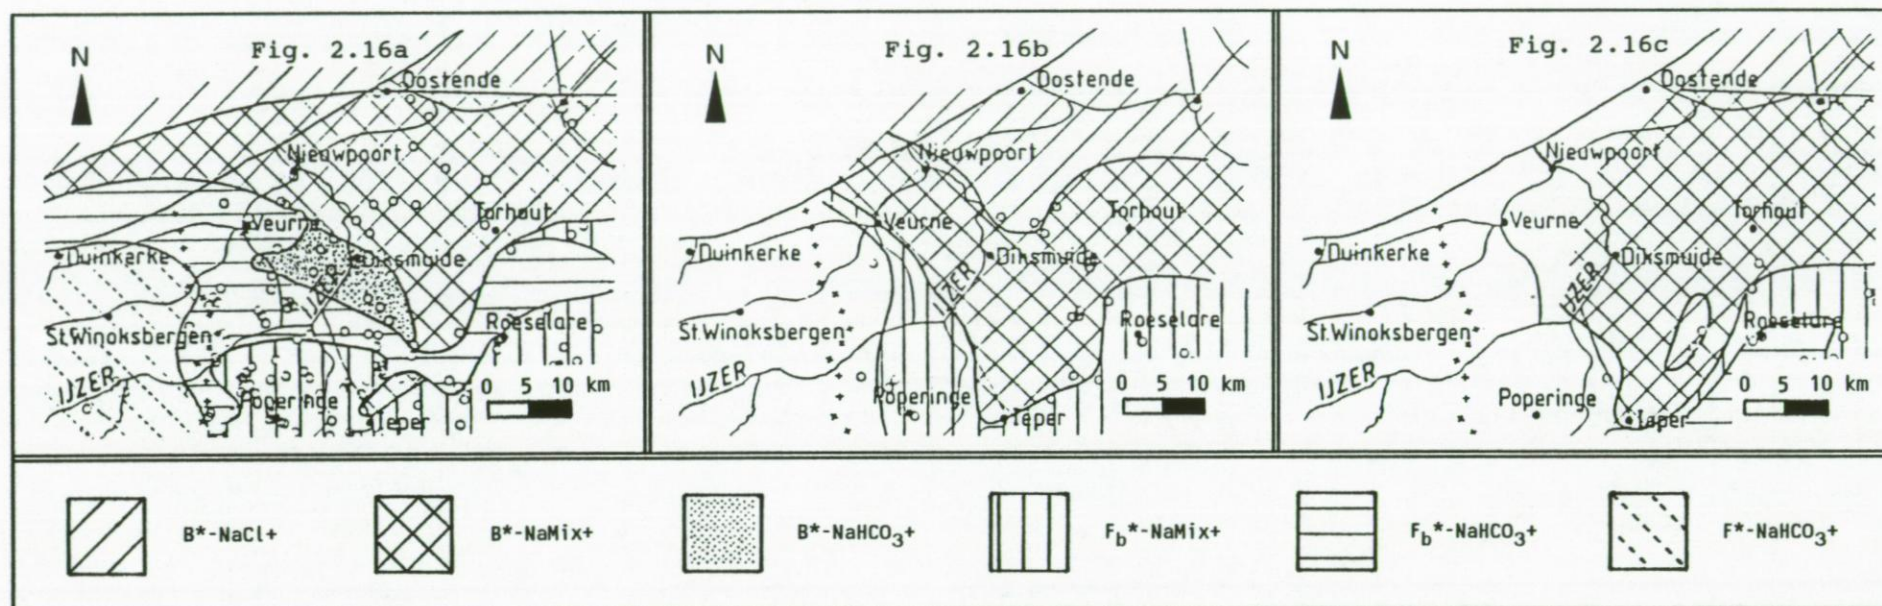 Fig. 2.16a
N
Oostende
Nieuwpoort
Veurne
Torhout
Duinkerke
Diksmuide
IJZER
St.Winoksbergen
Roeselare
IJZER
0 5 10 km
Poperinge
Ieper
Fig. 2.16b
N
Oostende
Nieuwpoort
Veurne
Torhout
Duinkerke
Diksmuide
IJZER
St.Winoksbergen
Roeselare
IJZER
0 5 10 km
Poperinge
Ieper
Fig. 2.16c
N
Oostende
Nieuwpoort
Veurne
Torhout
Duinkerke
Diksmuide
IJZER
St.Winoksbergen
Roeselare
IJZER
0 5 10 km
Poperinge
Ieper
B*-NaCl+
B*-NaMix+
B*-NaHCO₃+
F_b*-NaMix+
F_b*-NaHCO₃+
F*-NaHCO₃+